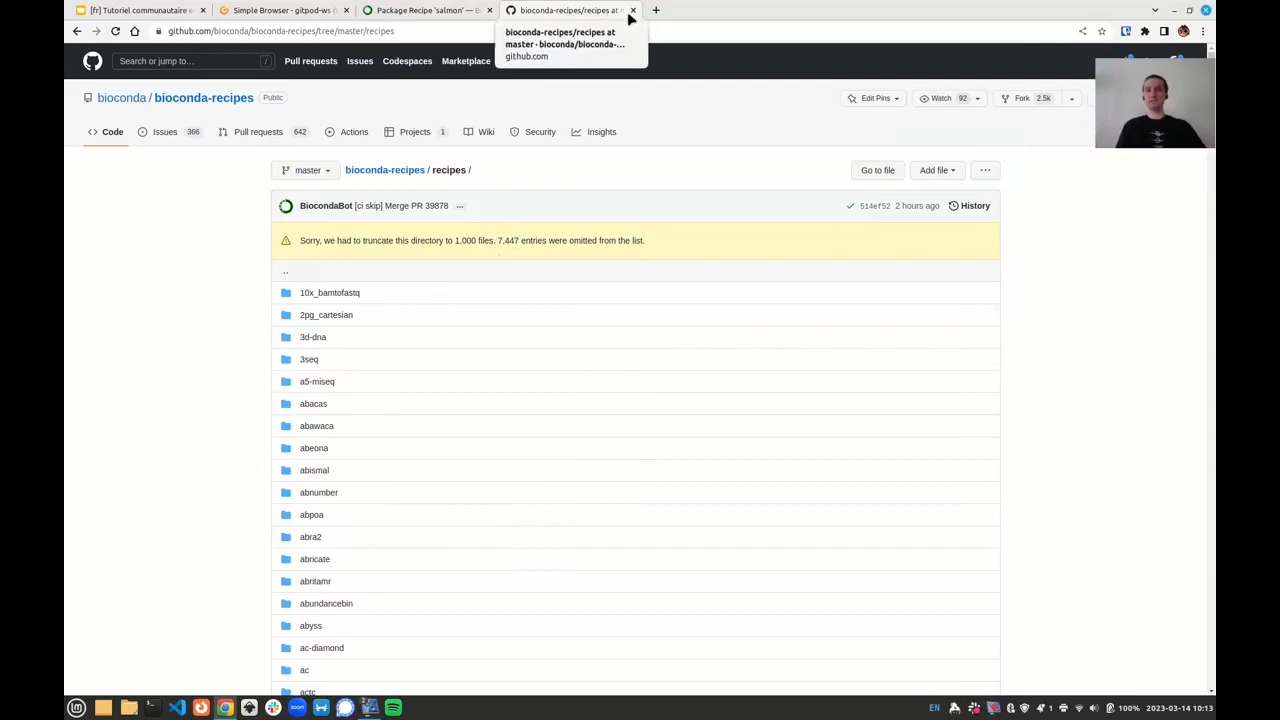 [fr] Tutoriel communautaire e
Simple Browser - gitpod-ws (
Package Recipe 'salmon' — B
bioconda-recipes/recipes at
github.com/bioconda/bioconda-recipes/tree/master/recipes
bioconda-recipes/recipes at
master · bioconda/bioconda-...
github.com
Search or jump to...
/
Pull requests
Issues
Codespaces
Marketplace
bioconda / bioconda-recipes
Public
Edit Pins
Watch 92
Fork 2.5k
Code
Issues 366
Pull requests 642
Actions
Projects 1
Wiki
Security
Insights
master
bioconda-recipes / recipes /
Go to file
Add file
...
BiocondaBot [ci skip] Merge PR 39878 ...
514ef52 2 hours ago
History
Sorry, we had to truncate this directory to 1,000 files. 7,447 entries were omitted from the list.
..
10x_bamtofastq
2pg_cartesian
3d-dna
3seq
a5-miseq
abacas
abawaca
abeona
abismal
abnumber
abpoa
abra2
abricate
abritamr
abundancebin
abyss
ac-diamond
ac
actc
zoom
EN
1
100%
2023-03-14 10:13